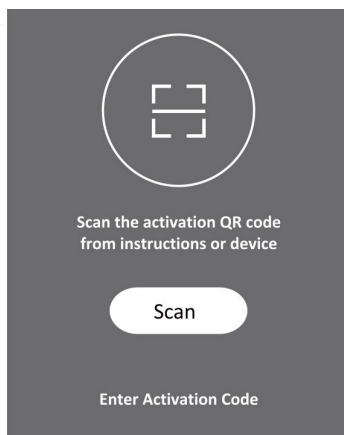 Scan the activation QR code
from instructions or device
Scan
Enter Activation Code